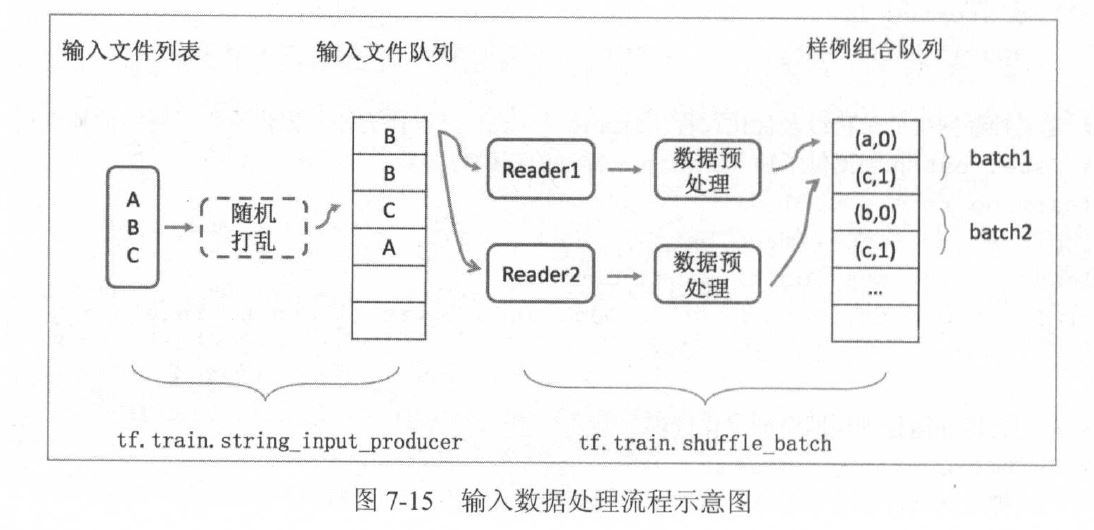 输入文件列表
输入文件队列
样例组合队列
A
B
C
随机
打乱
B
B
C
A
Reader1
数据预
处理
Reader2
数据预
处理
(a,0)
(c,1)
(b,0)
(c,1)
...
batch1
batch2
tf.train.string_input_producer
tf.train.shuffle_batch
图 7-15 输入数据处理流程示意图